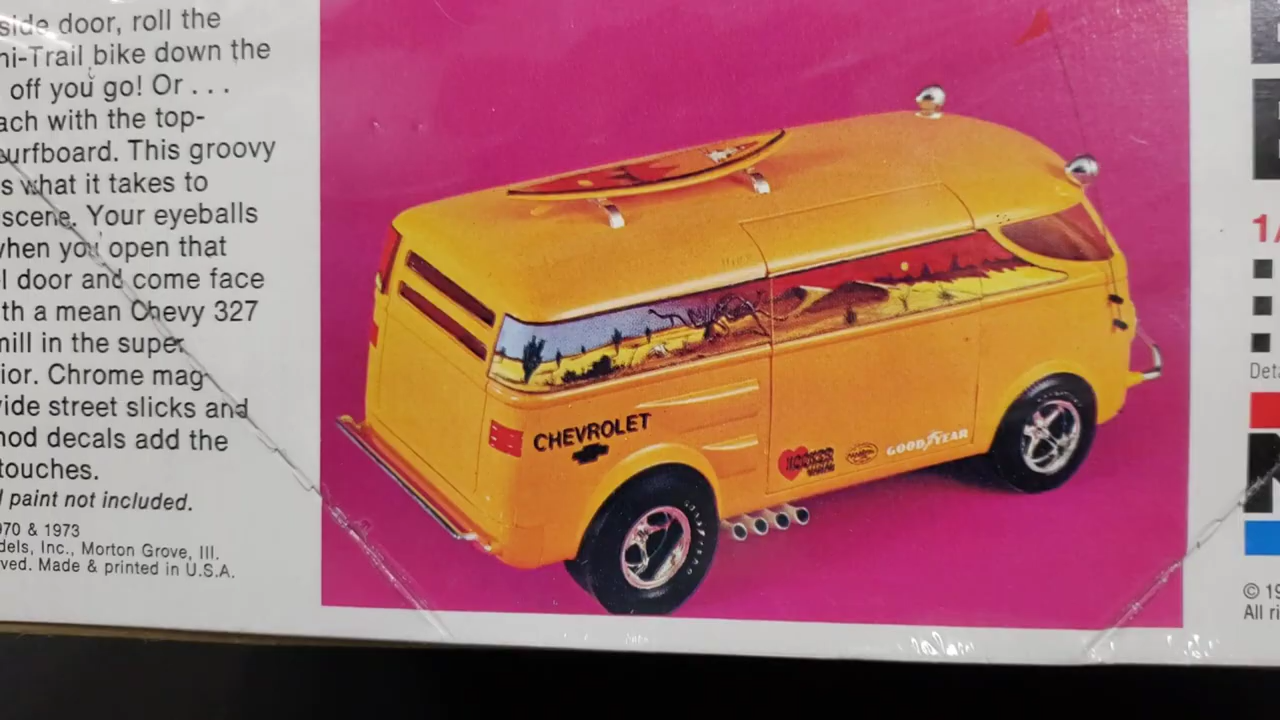 side door, roll the
ni-Trail bike down the
off you go! Or . . .
ach with the top-
surfboard. This groovy
s what it takes to
scene. Your eyeballs
when you open that
l door and come face
th a mean Chevy 327
mill in the super
ior. Chrome mag-
vide street slicks and
nod decals add the
touches.
l paint not included.
970 & 1973
dels, Inc., Morton Grove, Ill.
ved. Made & printed in U.S.A.
CHEVROLET
GOODYEAR
1/
Deta
© 19
All ri